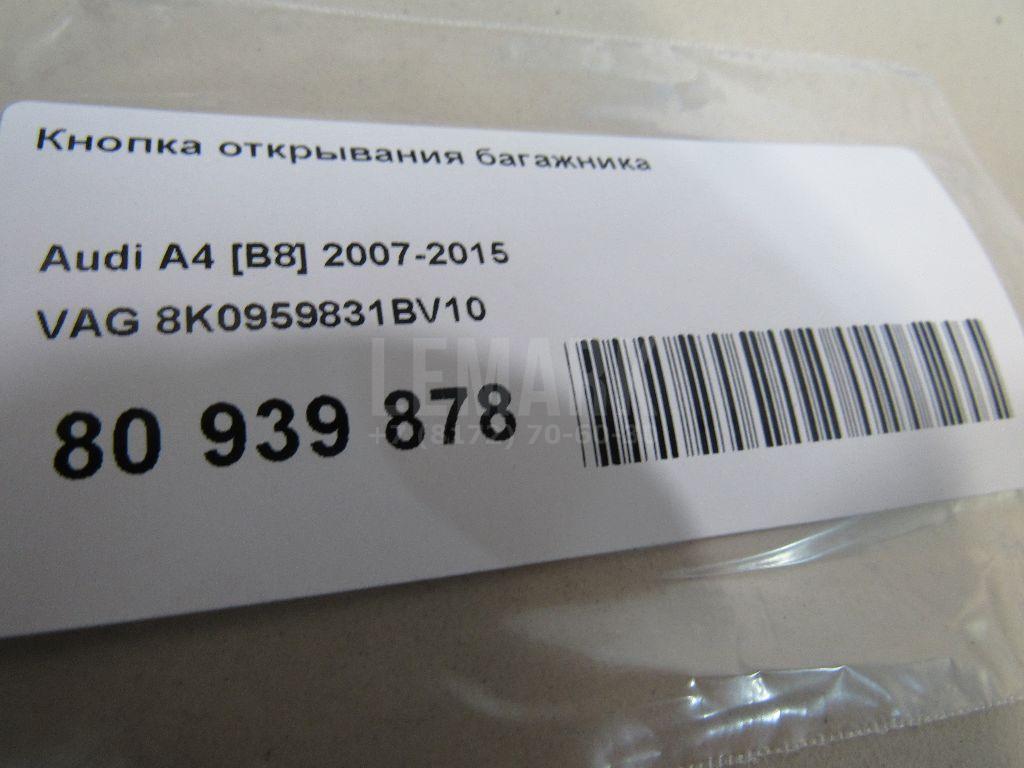 Кнопка открывания багажника
Audi A4 [B8] 2007-2015
VAG 8K0959831BV10
80 939 878